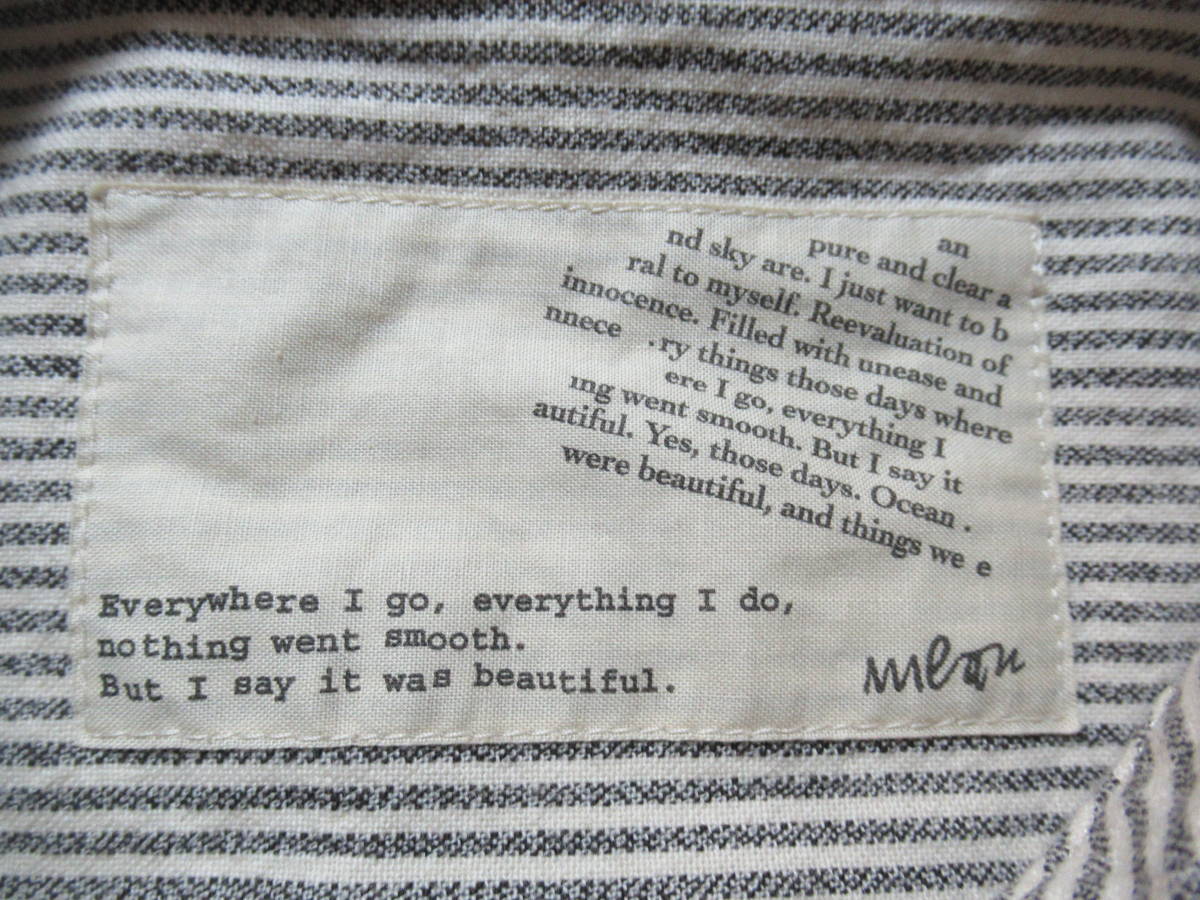 an
pure and clear a
nd sky are. I just want to b
ral to myself. Reevaluation of
innocence. Filled with unease and
nnece .ry things those days where
ere I go, everything I
ing went smooth. But I say it
autiful. Yes, those days. Ocean .
were beautiful, and things we e
Everywhere I go, everything I do,
nothing went smooth.
But I say it was beautiful.